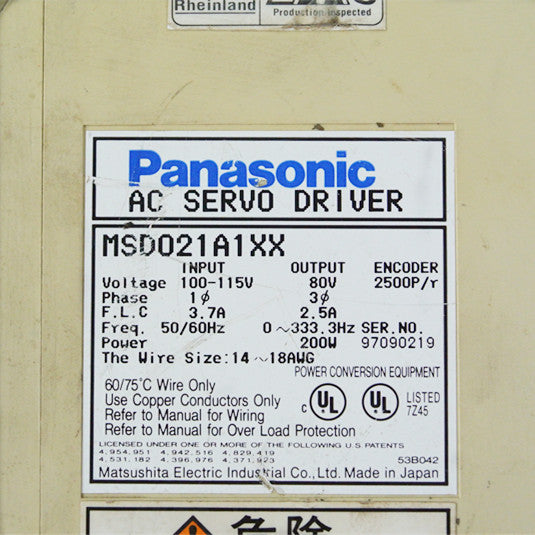 Rheinland
Production inspected
Panasonic
AC SERVO DRIVER
MSD021A1XX
INPUT OUTPUT ENCODER
Voltage 100-115V 80V 2500P/r
Phase 1ϕ 3ϕ
F.L.C 3.7A 2.5A
Freq. 50/60Hz 0~333.3Hz SER.NO.
Power 200W 97090219
The Wire Size:14~18AWG
POWER CONVERSION EQUIPMENT
60/75°C Wire Only
Use Copper Conductors Only
Refer to Manual for Wiring
Refer to Manual for Over Load Protection
c UL UL LISTED
7Z45
LICENSED UNDER ONE OR MORE OF THE FOLLOWING U.S.PATENTS
4,954,951 4,942,516 4,829,419
4,531,182 4,396,976 4,371,923
53B042
Matsushita Electric Industrial Co.,Ltd. Made in Japan
危険